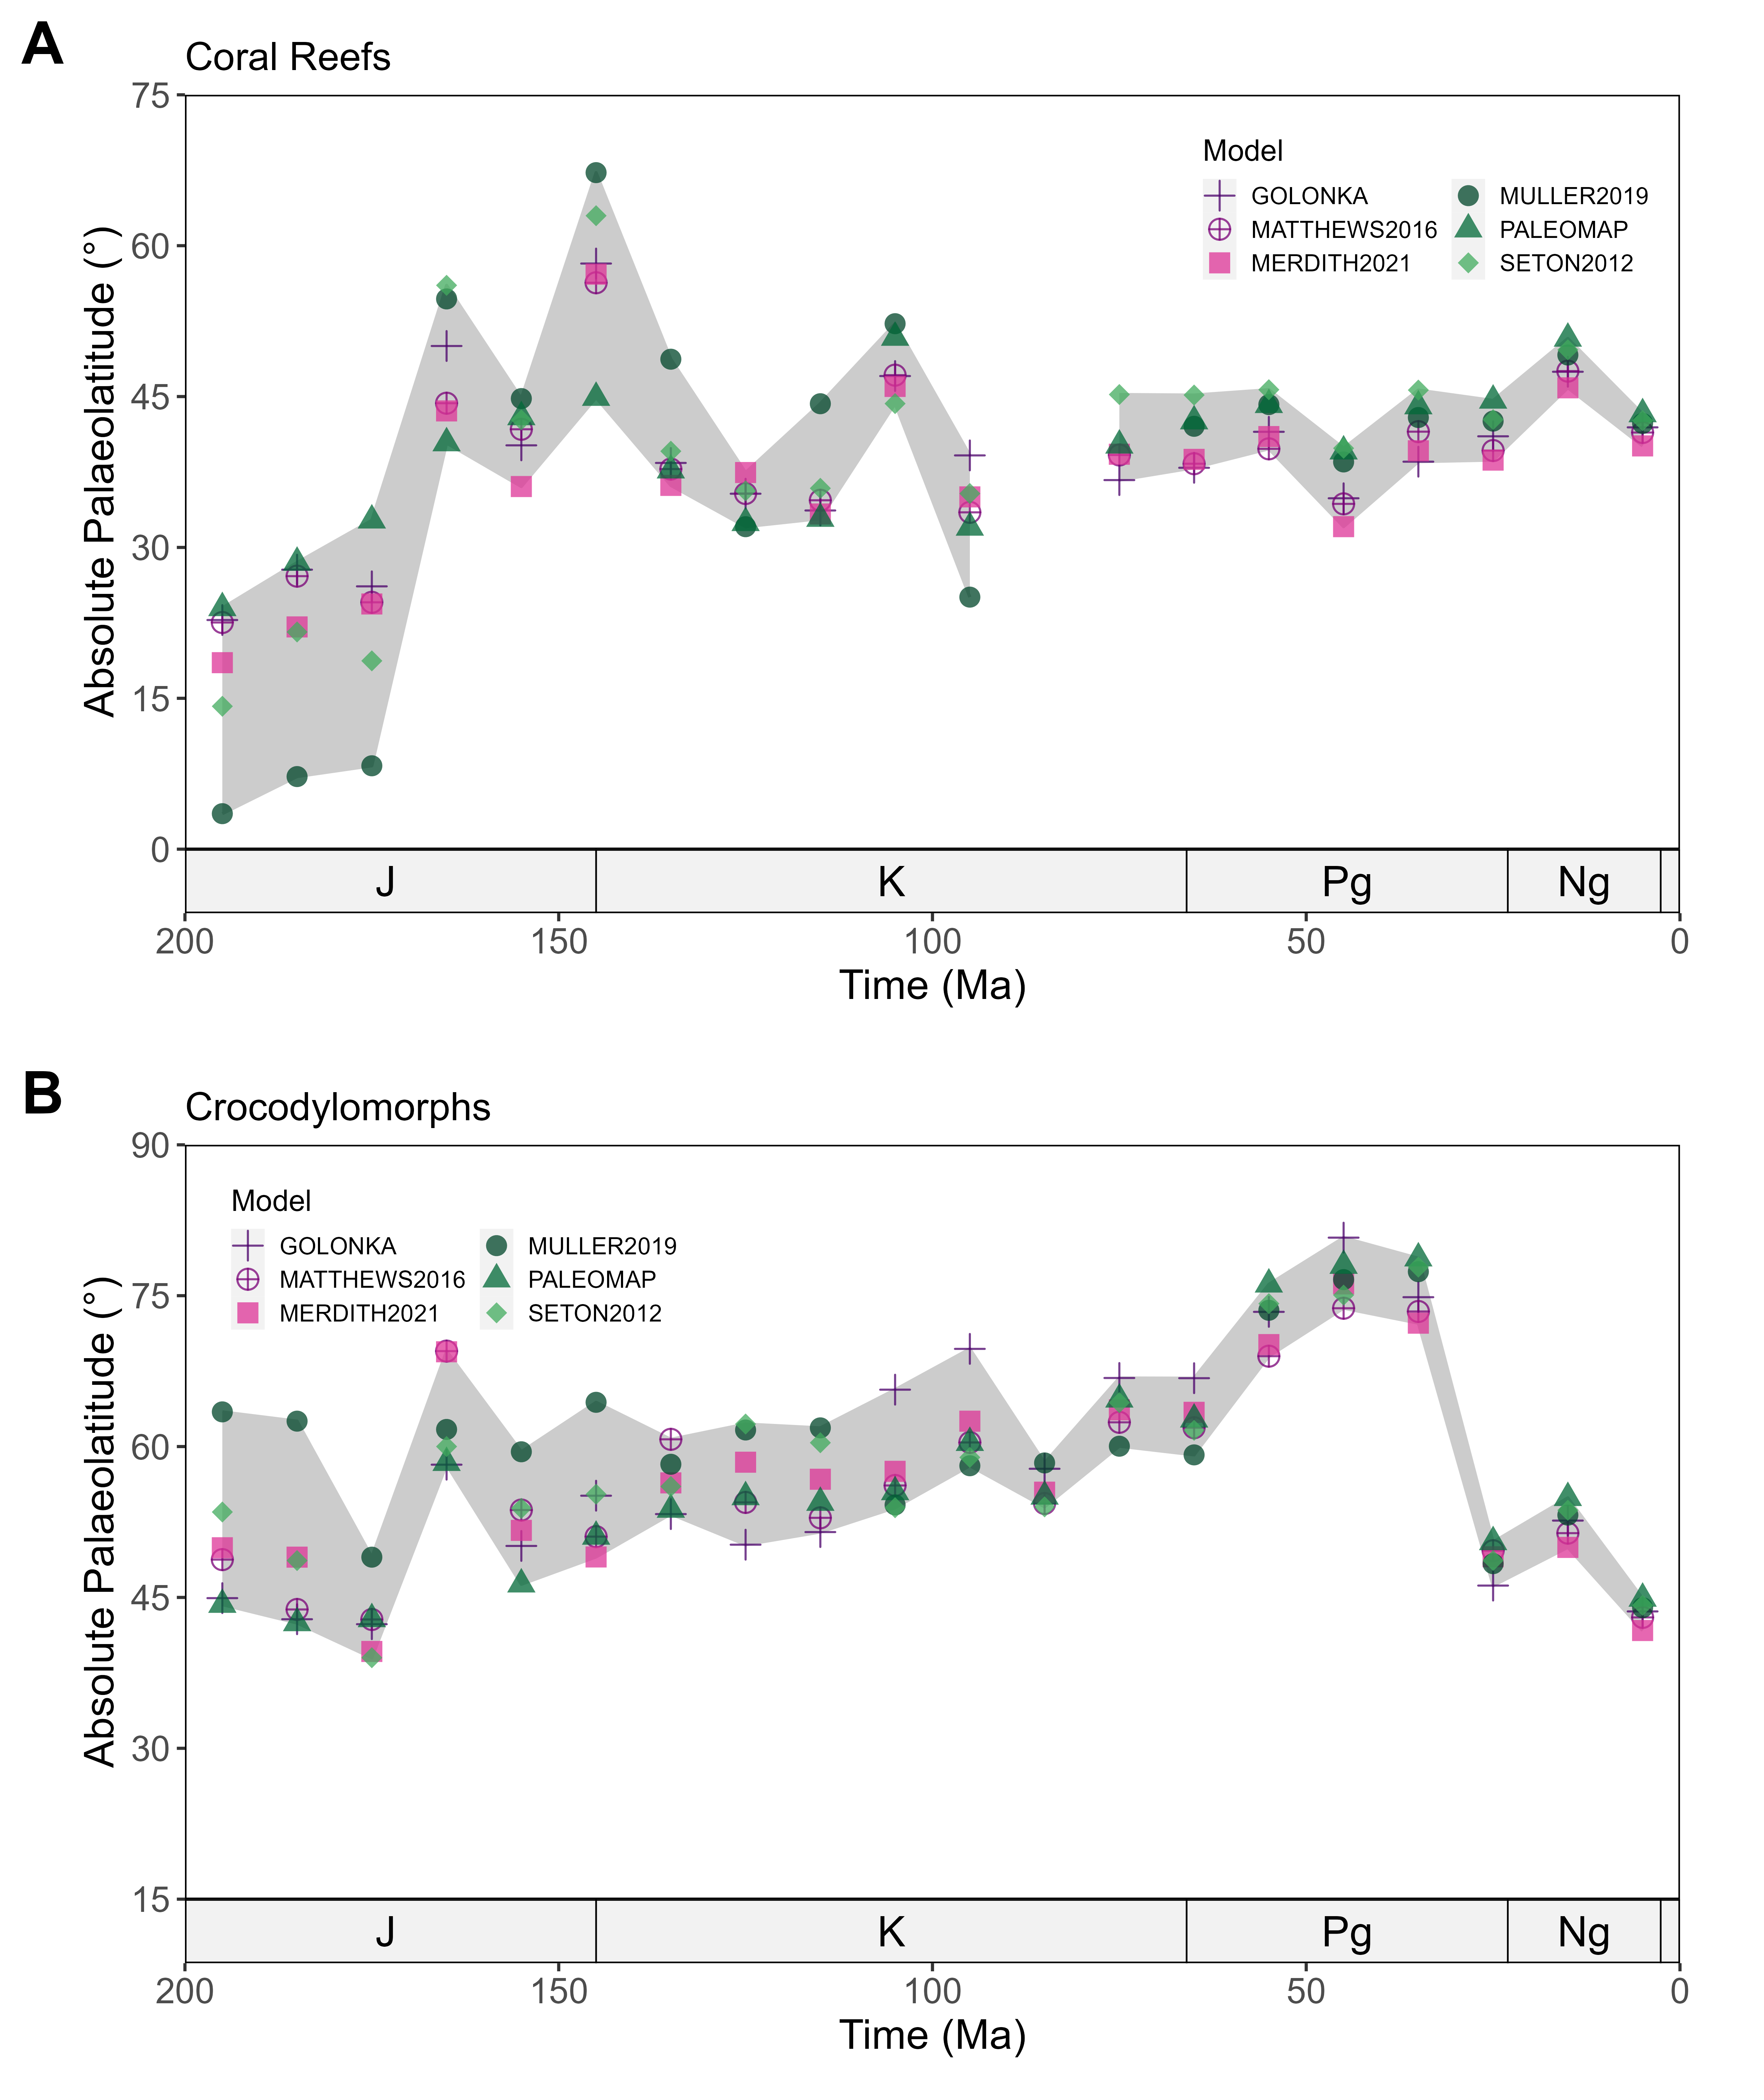 A
Coral Reefs
75
60
45
30
15
0
Absolute Palaeolatitude (°)
Model
GOLONKA MULLER2019
MATTHEWS2016 PALEOMAP
MERDITH2021 SETON2012
J K Pg Ng
200 150 100 50 0
Time (Ma)
B
Crocodylomorphs
90
75
60
45
30
15
Absolute Palaeolatitude (°)
Model
GOLONKA MULLER2019
MATTHEWS2016 PALEOMAP
MERDITH2021 SETON2012
J K Pg Ng
200 150 100 50 0
Time (Ma)